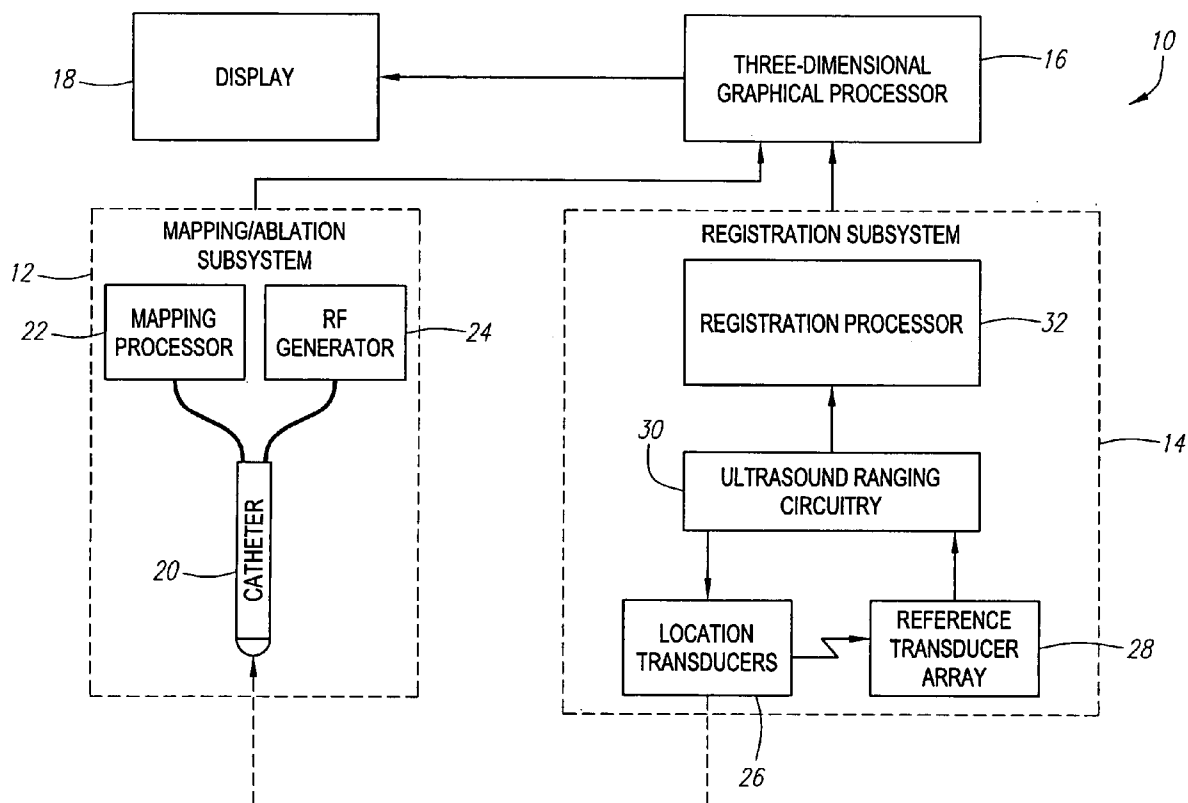 DISPLAY
18
THREE-DIMENSIONAL
GRAPHICAL PROCESSOR
16
10
MAPPING/ABLATION
SUBSYSTEM
12
MAPPING
PROCESSOR
22
RF
GENERATOR
24
CATHETER
20
REGISTRATION SUBSYSTEM
REGISTRATION PROCESSOR
32
14
30
ULTRASOUND RANGING
CIRCUITRY
LOCATION
TRANSDUCERS
26
REFERENCE
TRANSDUCER
ARRAY
28